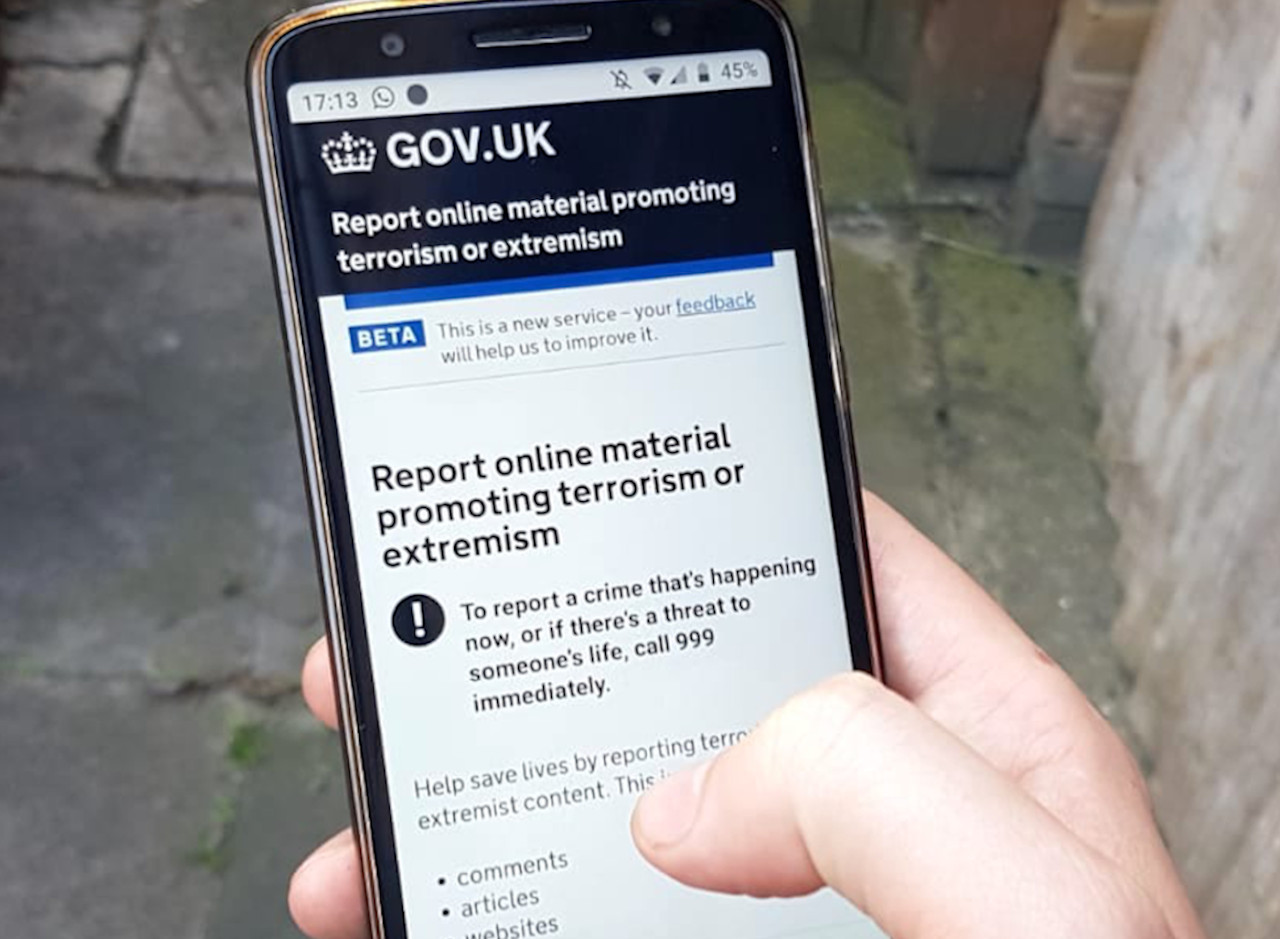 17:13 45%
GOV.UK
Report online material promoting
terrorism or extremism
BETA This is a new service – your feedback
will help us to improve it.
Report online material
promoting terrorism or
extremism
! To report a crime that's happening
now, or if there's a threat to
someone's life, call 999
immediately.
Help save lives by reporting
extremist content. This
• comments
• articles
websites